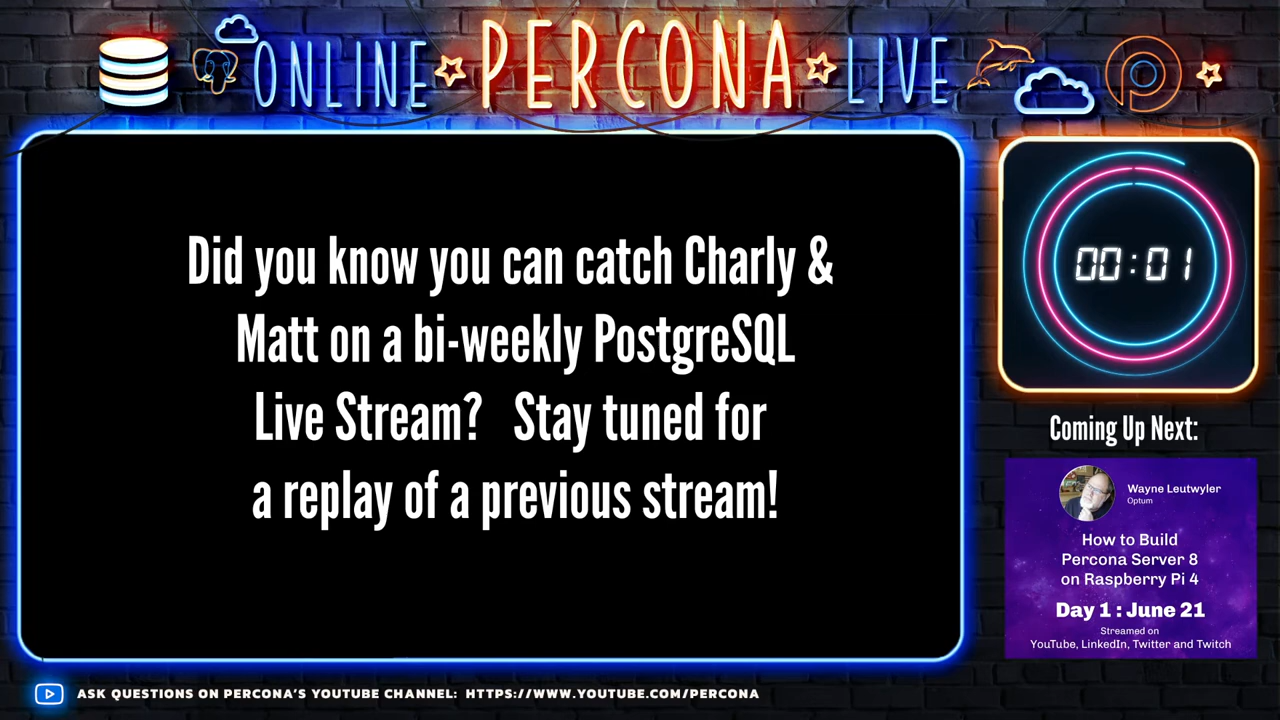 ONLINE PERCONA LIVE
Did you know you can catch Charly &
Matt on a bi-weekly PostgreSQL
Live Stream? Stay tuned for
a replay of a previous stream!
00:01
Coming Up Next:
Wayne Leutwyler
Optum
How to Build
Percona Server 8
on Raspberry Pi 4
Day 1 : June 21
Streamed on
YouTube, LinkedIn, Twitter and Twitch
ASK QUESTIONS ON PERCONA'S YOUTUBE CHANNEL: HTTPS://WWW.YOUTUBE.COM/PERCONA